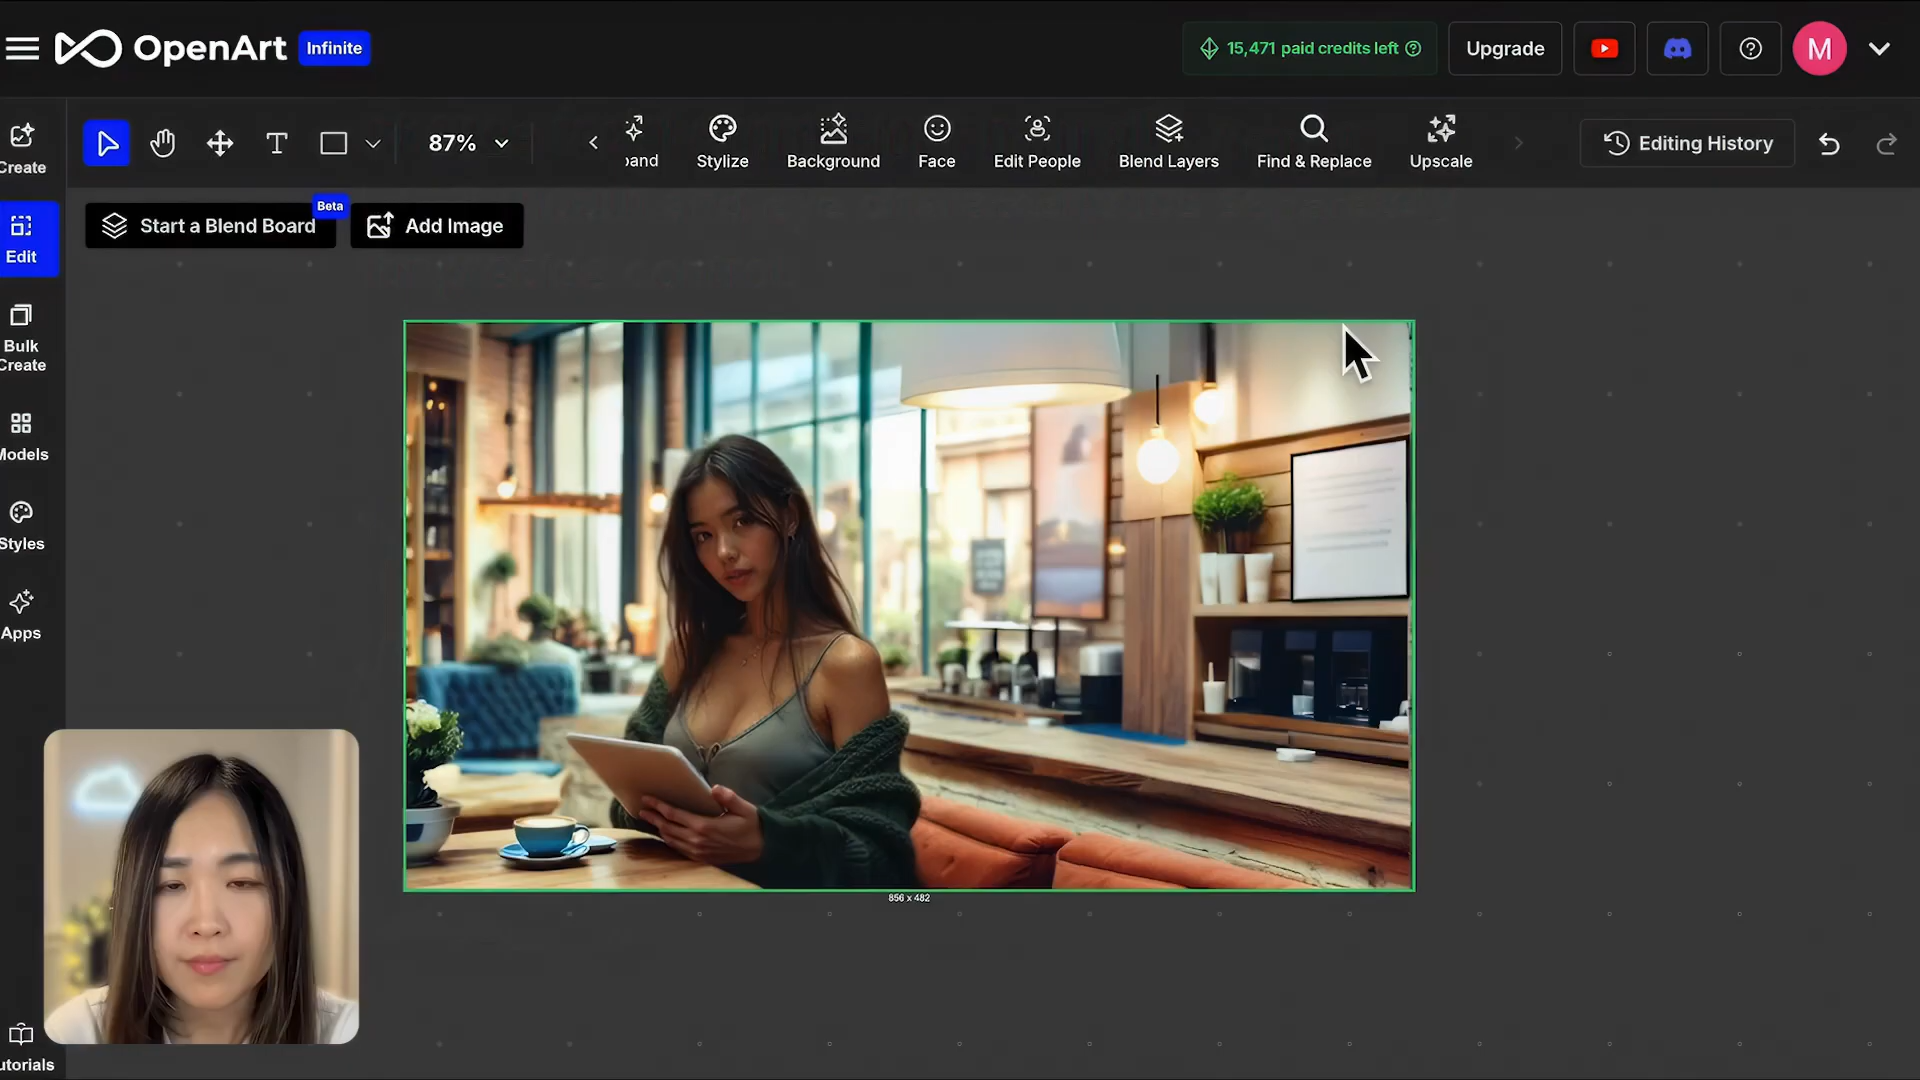 OpenArt Infinite
15,471 paid credits left
Upgrade
M
Create
87%
Stylize
Background
Face
Edit People
Blend Layers
Find & Replace
Upscale
Editing History
Start a Blend Board
Beta
Add Image
Edit
Bulk
Create
Models
Styles
Apps
856 x 482